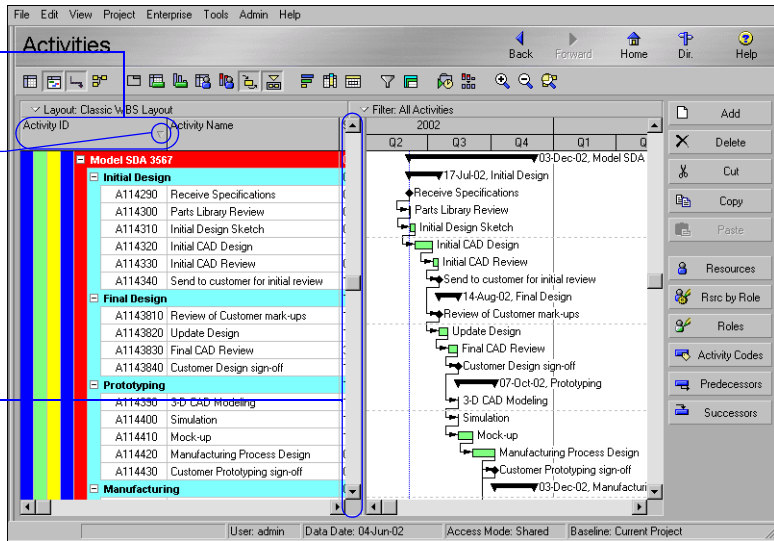 File Edit View Project Enterprise Tools Admin Help
Activities
Back Forward Home Dir. Help
Layout: Classic WBS Layout
Filter: All Activities
Activity ID Activity Name
2002
Q2 Q3 Q4 Q1 Q
Add
Delete
Cut
Copy
Paste
Resources
Rsrc by Role
Roles
Activity Codes
Predecessors
Successors
Model SDA 3567
03-Dec-02, Model SDA
Initial Design
17-Jul-02, Initial Design
A114290 Receive Specifications
Receive Specifications
A114300 Parts Library Review
Parts Library Review
A114310 Initial Design Sketch
Initial Design Sketch
A114320 Initial CAD Design
Initial CAD Design
A114330 Initial CAD Review
Initial CAD Review
A114340 Send to customer for initial review
Send to customer for initial review
Final Design
14-Aug-02, Final Design
A1143810 Review of Customer mark-ups
Review of Customer mark-ups
A1143820 Update Design
Update Design
A1143830 Final CAD Review
Final CAD Review
A1143840 Customer Design sign-off
Customer Design sign-off
Prototyping
07-Oct-02, Prototyping
A114390 3-D CAD Modeling
3-D CAD Modeling
A114400 Simulation
Simulation
A114410 Mock-up
Mock-up
A114420 Manufacturing Process Design
Manufacturing Process Design
A114430 Customer Prototyping sign-off
Customer Prototyping sign-off
Manufacturing
03-Dec-02, Manufacturi
User: admin Data Date: 04-Jun-02 Access Mode: Shared Baseline: Current Project